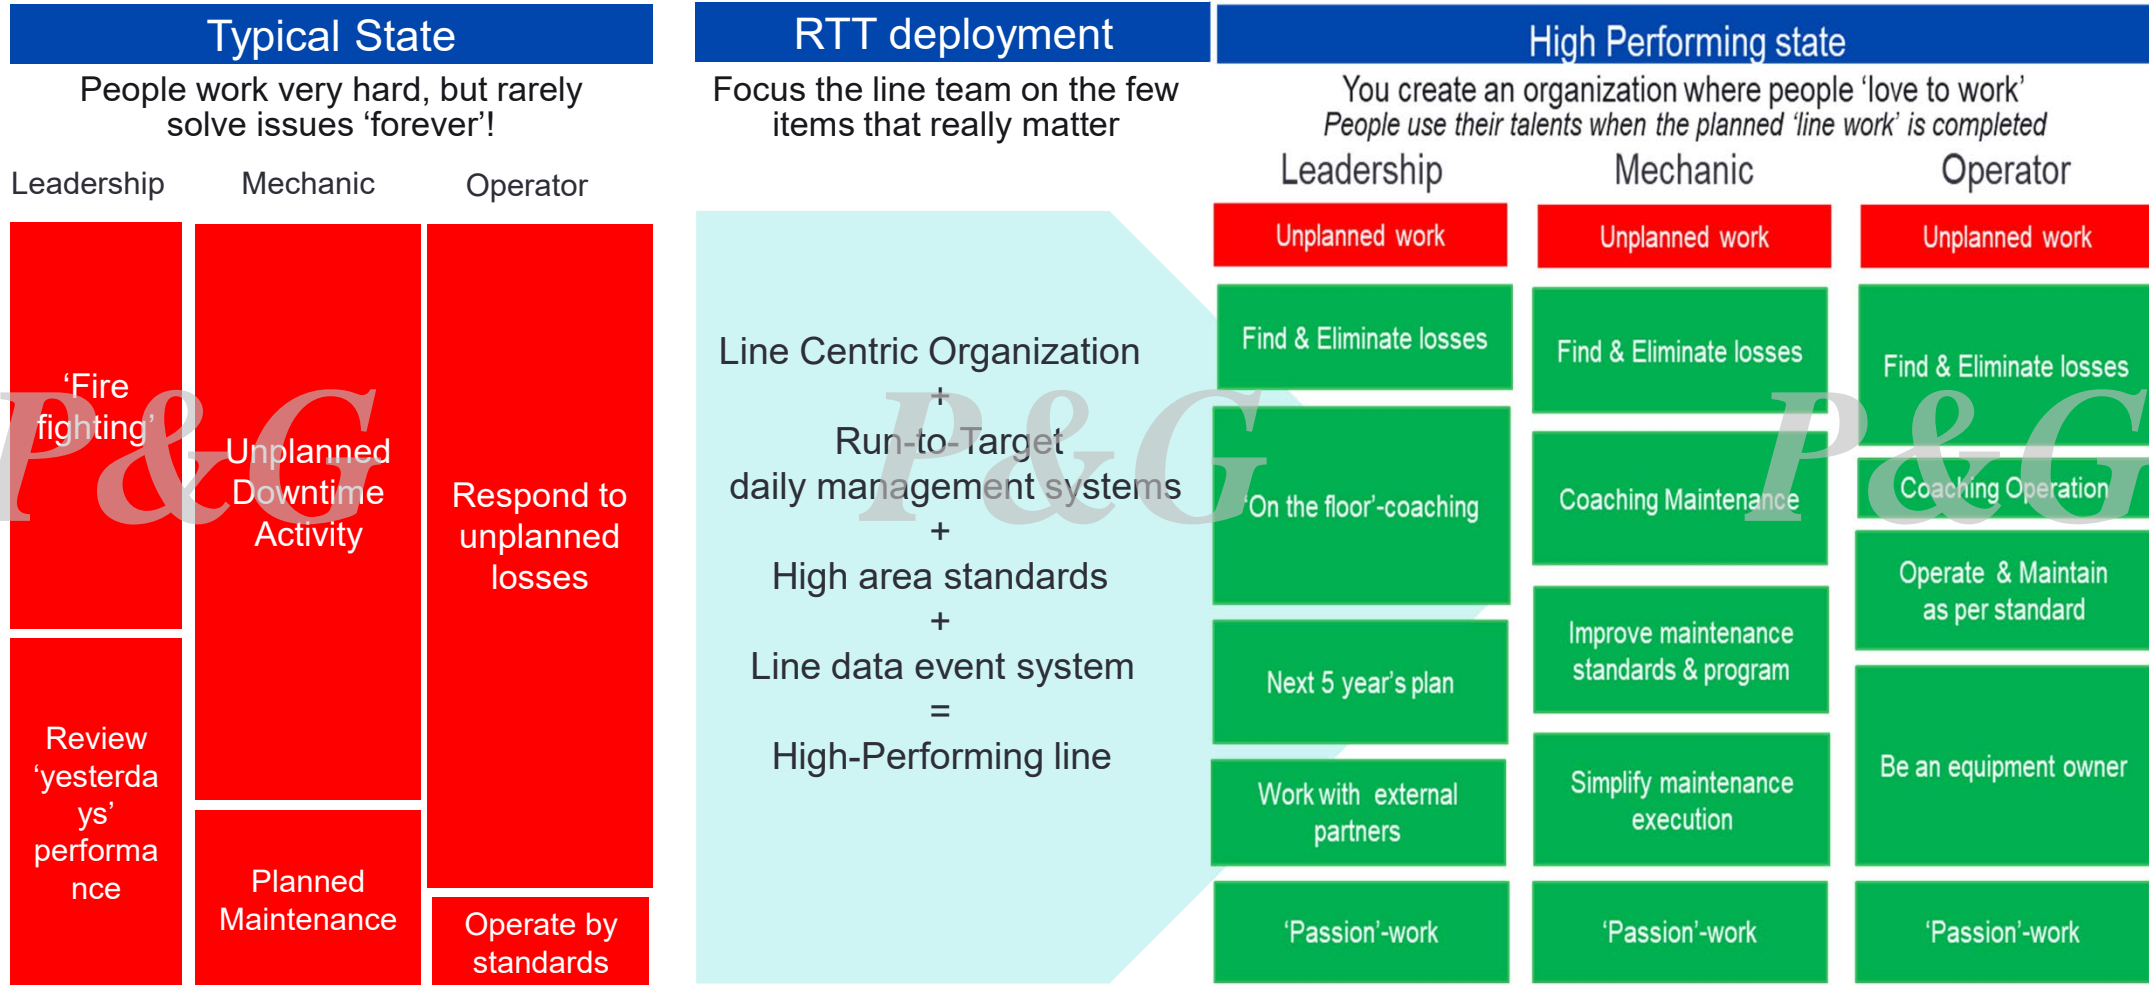 Typical State
People work very hard, but rarely
solve issues ‘forever’!
Leadership
Mechanic
Operator
‘Fire
fighting’
Review
‘yesterda
ys’
performa
nce
Unplanned
Downtime
Activity
Planned
Maintenance
Respond to
unplanned
losses
Operate by
standards
RTT deployment
Focus the line team on the few
items that really matter
Line Centric Organization
+
Run-to-Target
daily management systems
+
High area standards
+
Line data event system
=
High-Performing line
High Performing state
You create an organization where people ‘love to work’
People use their talents when the planned ‘line work’ is completed
Leadership
Mechanic
Operator
Unplanned work
Find & Eliminate losses
‘On the floor’-coaching
Next 5 year’s plan
Work with external
partners
‘Passion’-work
Unplanned work
Find & Eliminate losses
Coaching Maintenance
Improve maintenance
standards & program
Simplify maintenance
execution
‘Passion’-work
Unplanned work
Find & Eliminate losses
Coaching Operation
Operate & Maintain
as per standard
Be an equipment owner
‘Passion’-work
P&G
P&G
P&G